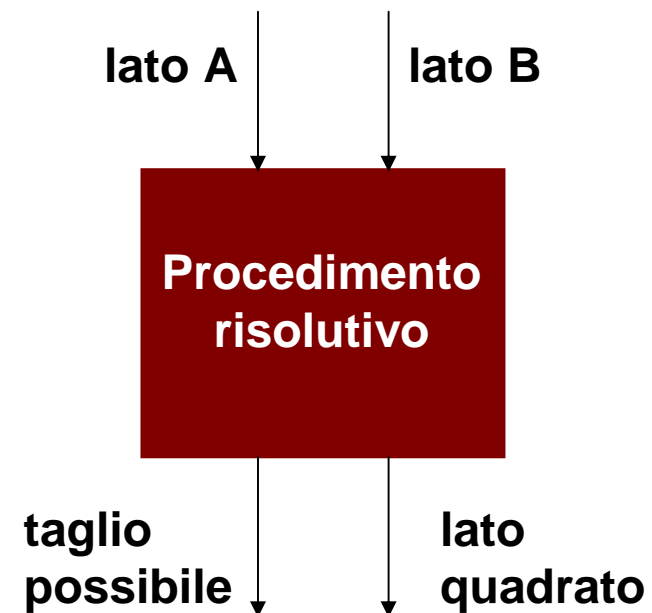 lato A
lato B
Procedimento
risolutivo
taglio
possibile
lato
quadrato